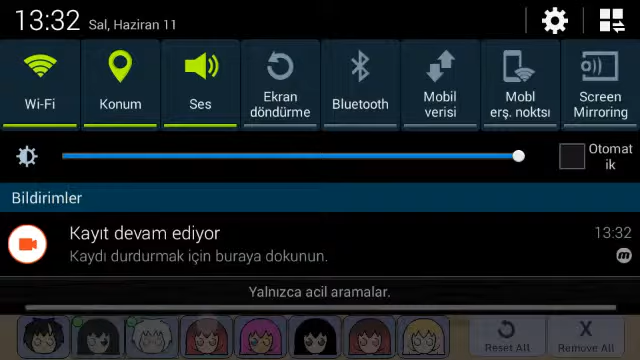 13:32 Sal, Haziran 11
Wi-Fi
Konum
Ses
Ekran
döndürme
Bluetooth
Mobil
verisi
Mobl
erş. noktsı
Screen
Mirroring
Otomat
ik
Bildirimler
Kayıt devam ediyor 13:32
Kaydı durdurmak için buraya dokunun.
Yalnızca acil aramalar.
Reset All
X
Remove All